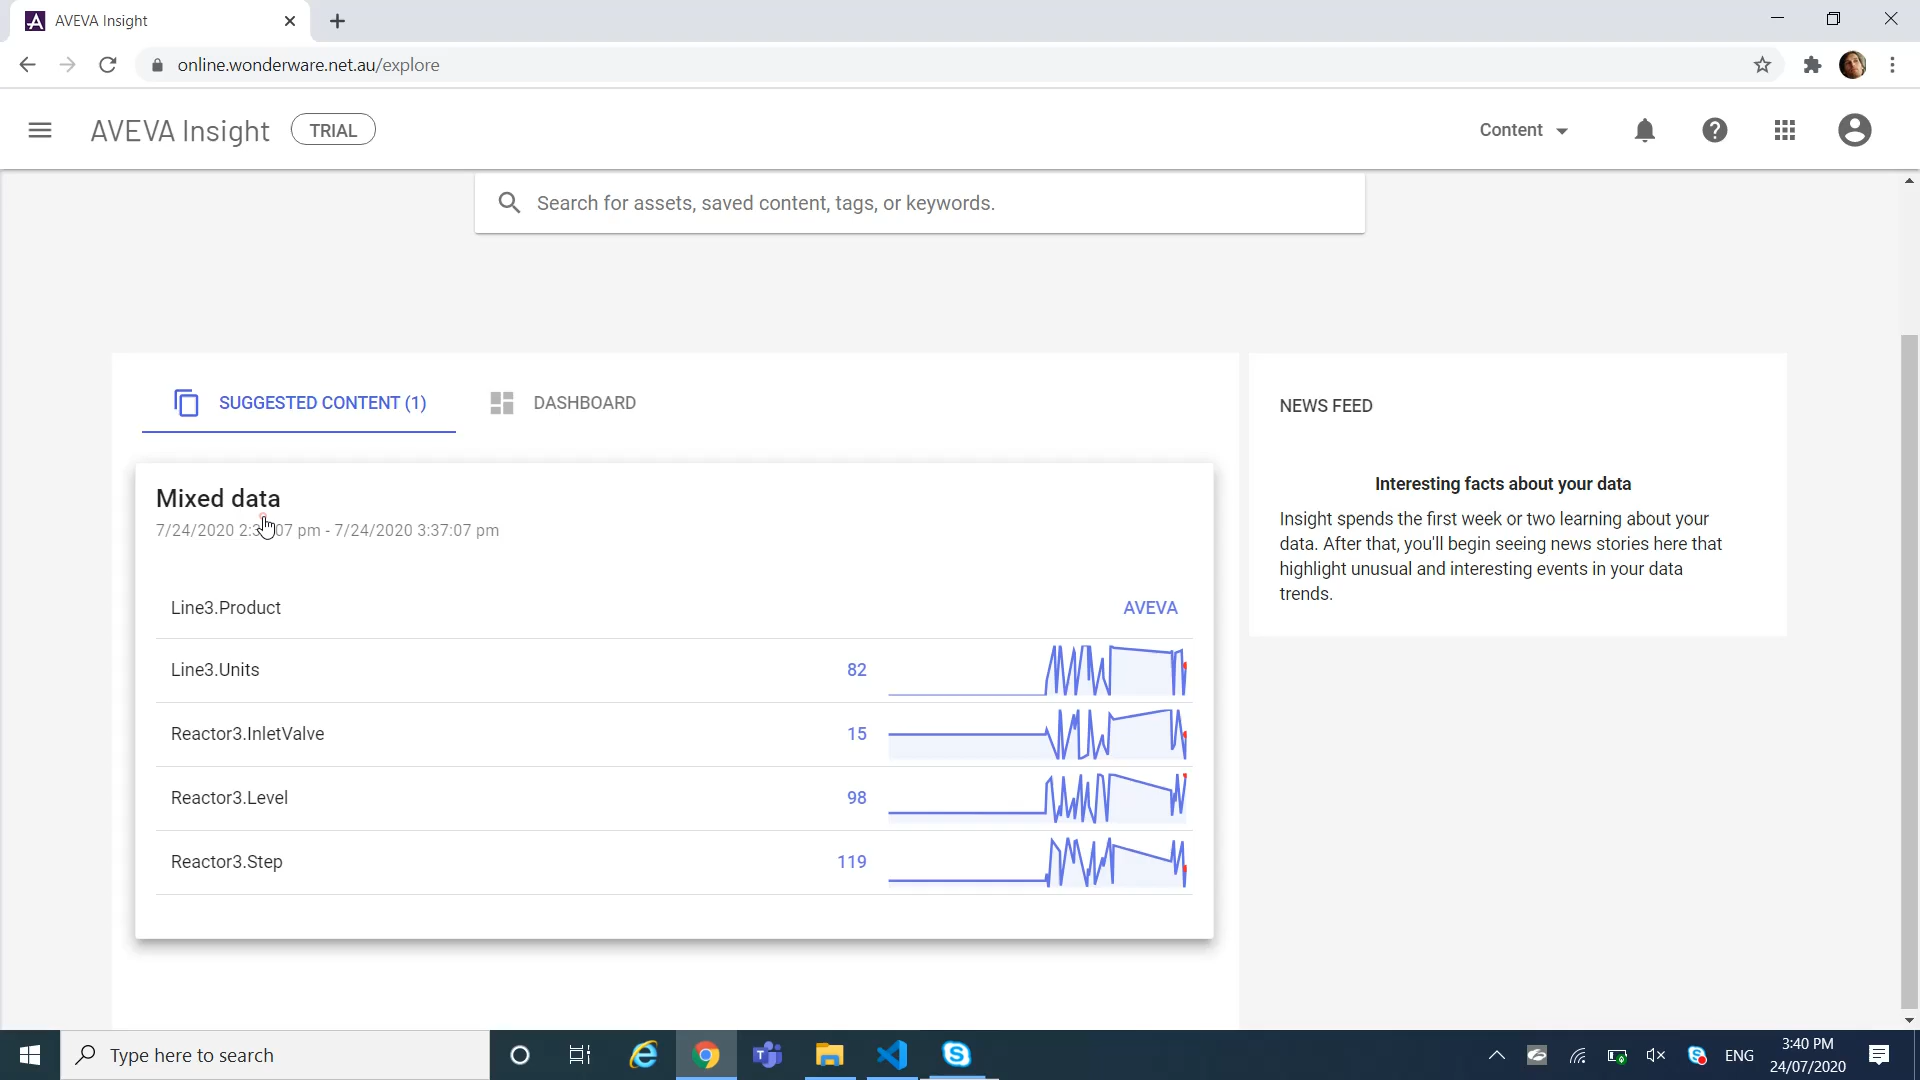 AVEVA Insight
online.wonderware.net.au/explore
AVEVA Insight TRIAL
Content
Search for assets, saved content, tags, or keywords.
SUGGESTED CONTENT (1)
DASHBOARD
NEWS FEED
Mixed data
7/24/2020 2:3 :07 pm - 7/24/2020 3:37:07 pm
Interesting facts about your data
Insight spends the first week or two learning about your
data. After that, you'll begin seeing news stories here that
highlight unusual and interesting events in your data
trends.
Line3.Product AVEVA
Line3.Units 82
Reactor3.InletValve 15
Reactor3.Level 98
Reactor3.Step 119
Type here to search
ENG
3:40 PM
24/07/2020